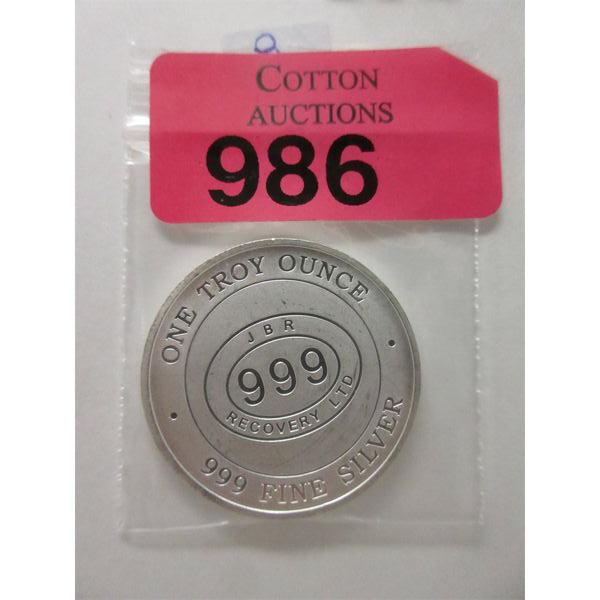 COTTON
AUCTIONS
986
ONE TROY OUNCE
JBR
999
RECOVERY LTD
999 FINE SILVER